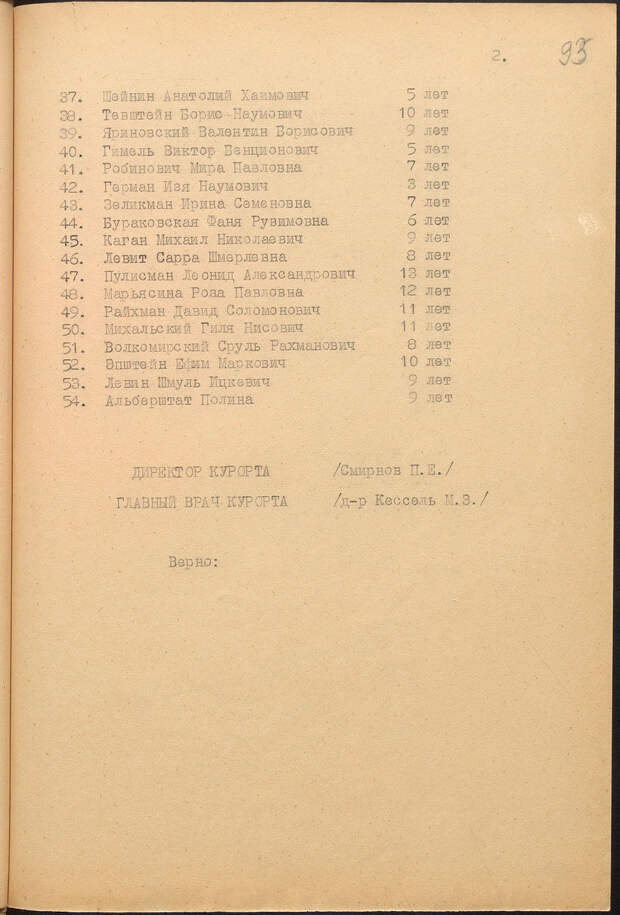 2. 93
37. Шейнин Анатолий Хаимович 5 лет
38. Тевштейн Борис Наумович 10 лет
39. Яриновский Валентин Борисович 9 лет
40. Гимель Виктор Бенционович 5 лет
41. Робинович Мира Павловна 7 лет
42. Герман Изя Наумович 3 лет
43. Зеликман Ирина Семеновна 7 лет
44. Бураковская Фаня Рувимовна 6 лет
45. Каган Михаил Николаевич 9 лет
46. Левит Сарра Шмерлевна 8 лет
47. Пулисман Леонид Александрович 13 лет
48. Марьясина Роза Павловна 12 лет
49. Райхман Давид Соломонович 11 лет
50. Михальский Гиля Нисович 11 лет
51. Волкомирский Сруль Рахманович 8 лет
52. Эпштейн Ефим Маркович 10 лет
53. Левин Шмуль Ицкевич 9 лет
54. Альберштат Полина 9 лет
ДИРЕКТОР КУРОРТА /Смирнов П.Е./
ГЛАВНЫЙ ВРАЧ КУРОРТА /д-р Кессель М.З./
Верно: